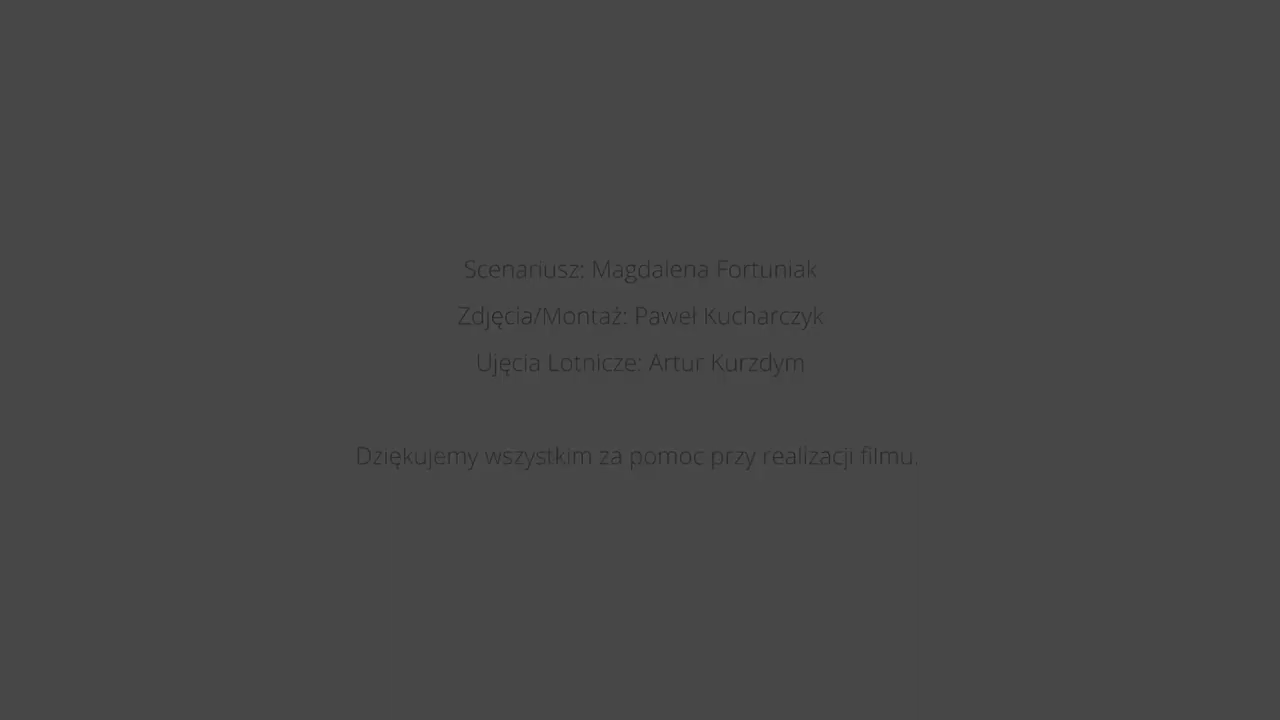 Scenariusz: Magdalena Fortuniak
Zdjęcia/Montaż: Paweł Kucharczyk
Ujęcia Lotnicze: Artur Kurzdym
Dziękujemy wszystkim za pomoc przy realizacji filmu.